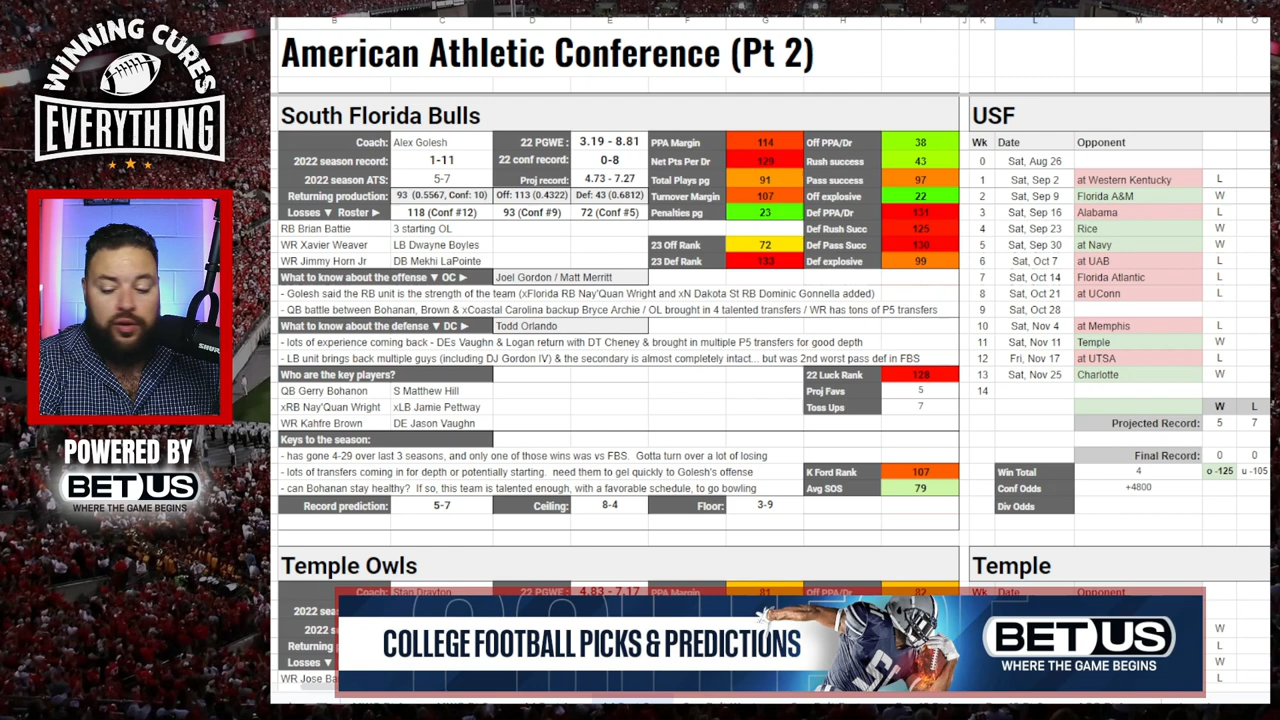 WINNING CURES
EVERYTHING
POWERED BY
BETUS
WHERE THE GAME BEGINS
B C D E F G H I J K L M N O
American Athletic Conference (Pt 2)
South Florida Bulls
Coach: Alex Golesh 22 PGWE : 3.19 - 8.81 PPA Margin 114 Off PPA/Dr 38
2022 season record: 1-11 22 conf record: 0-8 Net Pts Per Dr 129 Rush success 43
2022 season ATS: 5-7 Proj record: 4.73 - 7.27 Total Plays pg 91 Pass success 97
Returning production: 93 (0.5567, Conf: 10) Off: 113 (0.4322) Def: 43 (0.6812) Turnover Margin 107 Off explosive 22
Losses ▼ Roster ► 118 (Conf #12) 93 (Conf #9) 72 (Conf #5) Penalties pg 23 Def PPA/Dr 131
RB Brian Battie 3 starting OL Def Rush Succ 125
WR Xavier Weaver LB Dwayne Boyles 23 Off Rank 72 Def Pass Succ 130
WR Jimmy Horn Jr DB Mekhi LaPointe 23 Def Rank 133 Def explosive 99
What to know about the offense ▼ OC ► Joel Gordon / Matt Merritt
- Golesh said the RB unit is the strength of the team (xFlorida RB Nay'Quan Wright and xN Dakota St RB Dominic Gonnella added)
- QB battle between Bohanan, Brown & xCoastal Carolina backup Bryce Archie / OL brought in 4 talented transfers / WR has tons of P5 transfers
What to know about the defense ▼ DC ► Todd Orlando
- lots of experience coming back - DEs Vaughn & Logan return with DT Cheney & brought in multiple P5 transfers for good depth
- LB unit brings back multiple guys (including DJ Gordon IV) & the secondary is almost completely intact... but was 2nd worst pass def in FBS
Who are the key players? 22 Luck Rank 128
QB Gerry Bohanon S Matthew Hill Proj Favs 5
xRB Nay'Quan Wright xLB Jamie Pettway Toss Ups 7
WR Kahfre Brown DE Jason Vaughn
Keys to the season:
- has gone 4-29 over last 3 seasons, and only one of those wins was vs FBS. Gotta turn over a lot of losing
- lots of transfers coming in for depth or potentially starting. need them to gel quickly to Golesh's offense K Ford Rank 107
- can Bohanan stay healthy? If so, this team is talented enough, with a favorable schedule, to go bowling Avg SOS 79
Record prediction: 5-7 Ceiling: 8-4 Floor: 3-9
USF
Wk Date Opponent
0 Sat, Aug 26
1 Sat, Sep 2 at Western Kentucky L
2 Sat, Sep 9 Florida A&M W
3 Sat, Sep 16 Alabama L
4 Sat, Sep 23 Rice W
5 Sat, Sep 30 at Navy W
6 Sat, Oct 7 at UAB L
7 Sat, Oct 14 Florida Atlantic L
8 Sat, Oct 21 at UConn L
9 Sat, Oct 28
10 Sat, Nov 4 at Memphis L
11 Sat, Nov 11 Temple W
12 Fri, Nov 17 at UTSA L
13 Sat, Nov 25 Charlotte W
14
W L
Projected Record: 5 7
Final Record: 0 0
Win Total 4 o -125 u -105
Conf Odds +4800
Div Odds
Temple Owls
Coach: Stan Drayton 22 PGWE : 4.83 - 7.17 PPA Margin 81 Off PPA/Dr 82
2022 sea
2022 s
Returning
Losses ▼
WR Jose Ba
Temple
Wk Date Opponent
W
L
W
L
COLLEGE FOOTBALL PICKS & PREDICTIONS
BETUS
WHERE THE GAME BEGINS